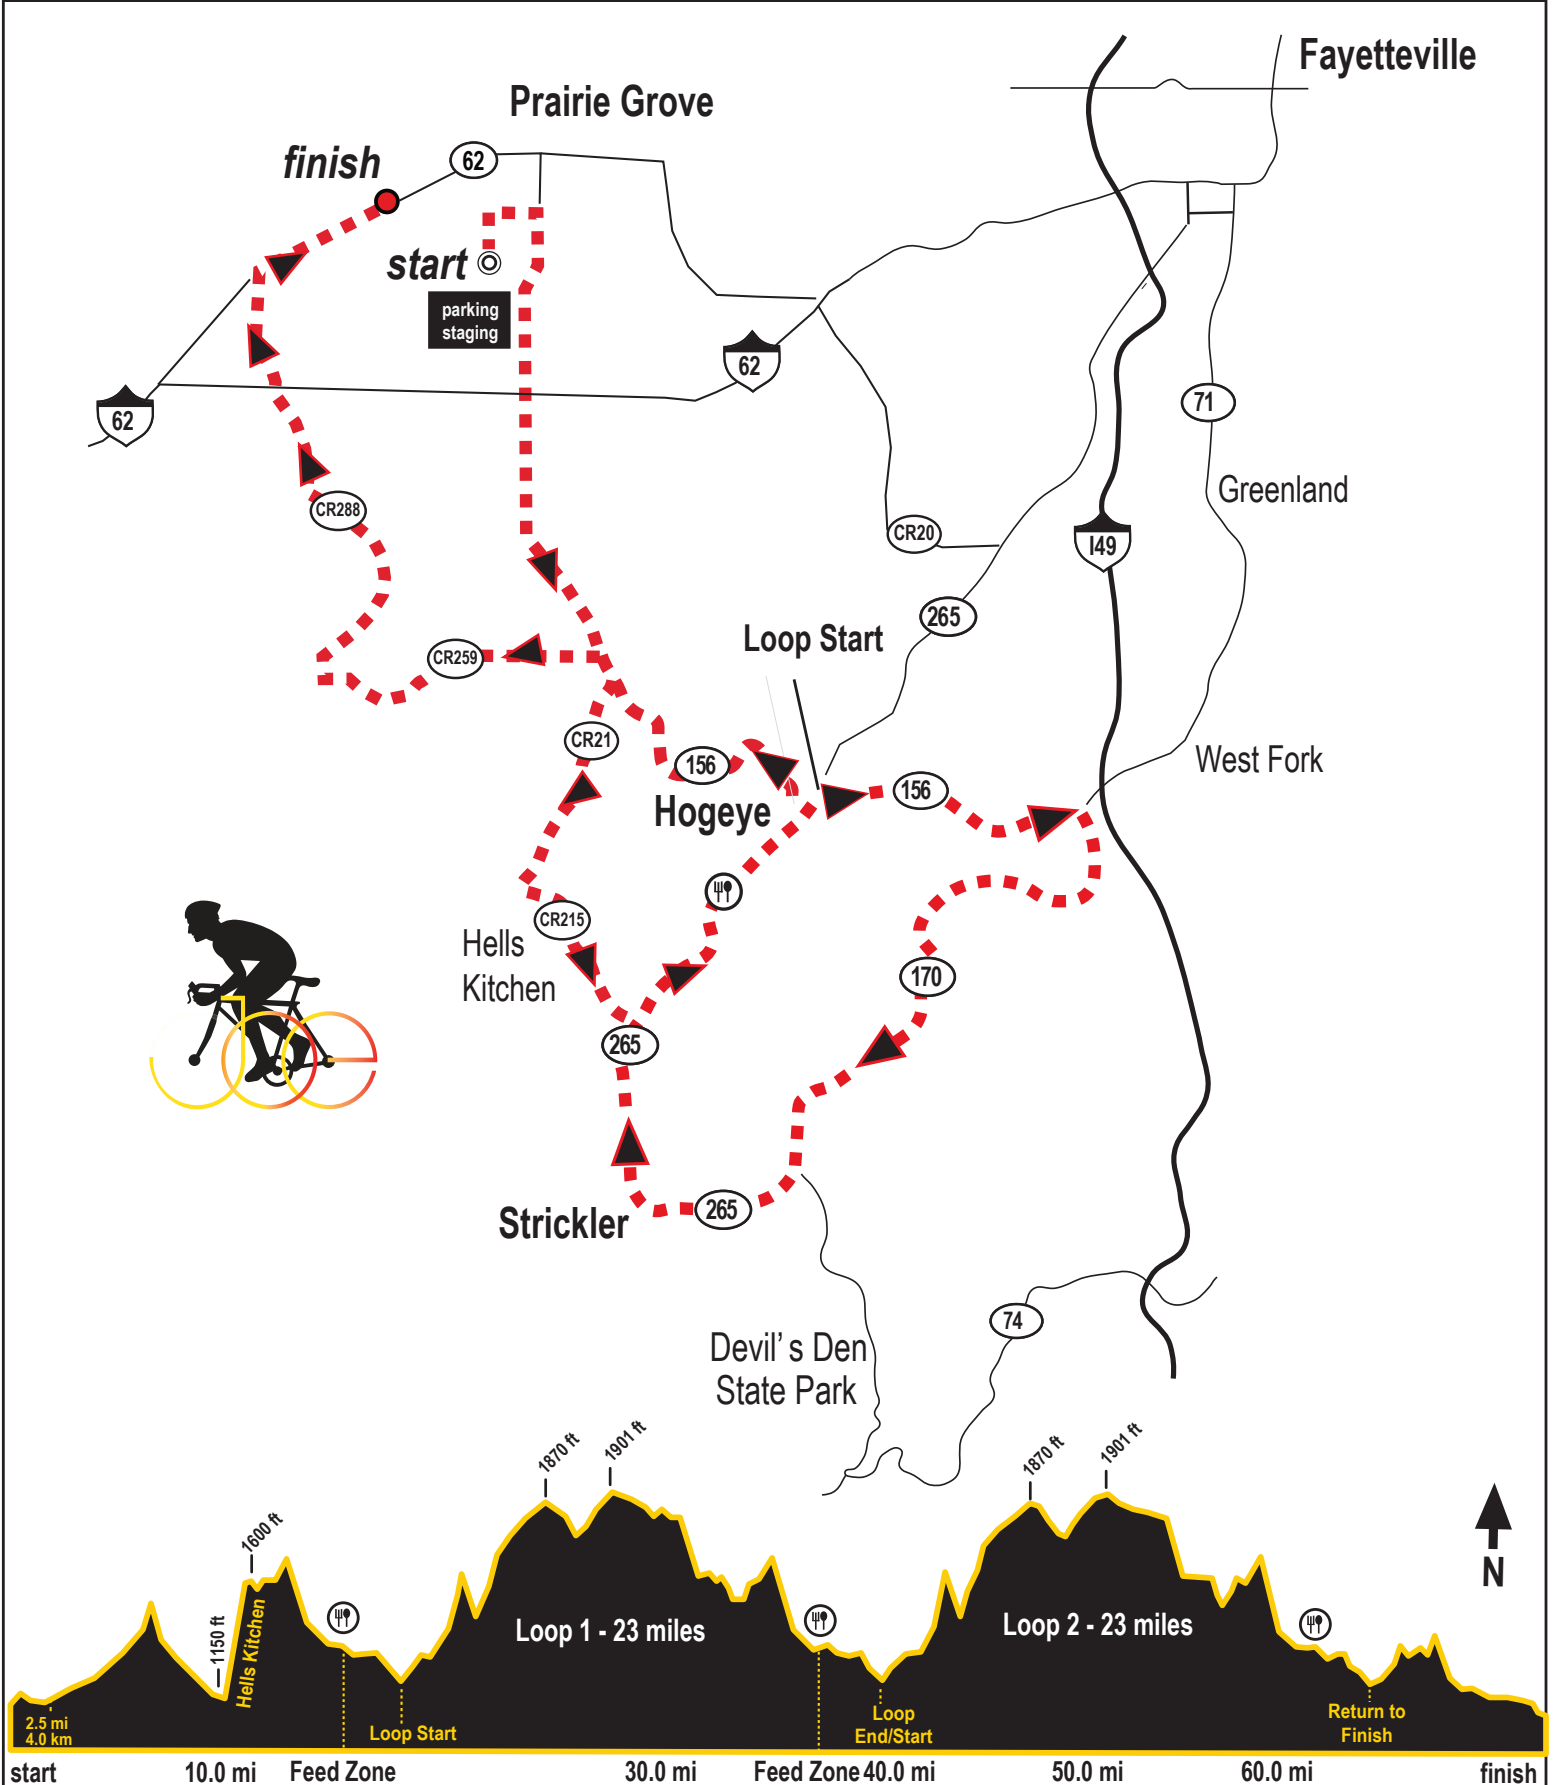 Fayetteville
Prairie Grove
finish
62
start
parking
staging
62
62
71
CR288
Greenland
CR20
I49
265
Loop Start
CR259
CR21
156
West Fork
156
Hogeye
CR215
Hells
Kitchen
170
265
265
Strickler
74
Devil's Den
State Park
1870 ft
1901 ft
1870 ft
1901 ft
1600 ft
N
1150 ft
Hells Kitchen
Loop 1 - 23 miles
Loop 2 - 23 miles
2.5 mi
4.0 km
Loop Start
Loop
End/Start
Return to
Finish
start
10.0 mi
Feed Zone
30.0 mi
Feed Zone
40.0 mi
50.0 mi
60.0 mi
finish